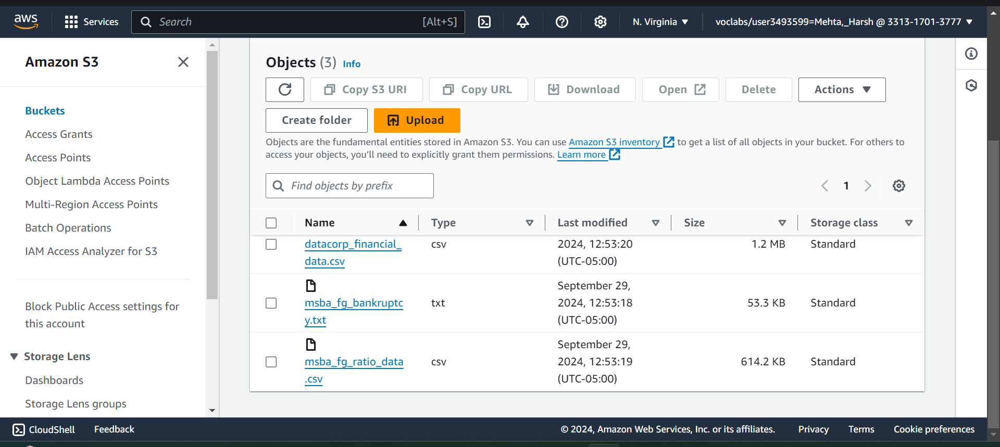 aws
Services
Search
[Alt+S]
N. Virginia
voclabs/user3493599=Mehta,_Harsh @ 3313-1701-3777
Amazon S3
Buckets
Access Grants
Access Points
Object Lambda Access Points
Multi-Region Access Points
Batch Operations
IAM Access Analyzer for S3
Block Public Access settings for
this account
Storage Lens
Dashboards
Storage Lens groups
Objects (3) Info
Copy S3 URI
Copy URL
Download
Open
Delete
Actions
Create folder
Upload
Objects are the fundamental entities stored in Amazon S3. You can use Amazon S3 inventory to get a list of all objects in your bucket. For others to
access your objects, you’ll need to explicitly grant them permissions. Learn more
Find objects by prefix
1
Name
Type
Last modified
Size
Storage class
datacorp_financial_
data.csv
csv
2024, 12:53:20
(UTC-05:00)
1.2 MB
Standard
msba_fg_bankruptc
y.txt
txt
September 29,
2024, 12:53:18
(UTC-05:00)
53.3 KB
Standard
msba_fg_ratio_data
.csv
csv
September 29,
2024, 12:53:19
(UTC-05:00)
614.2 KB
Standard
CloudShell
Feedback
© 2024, Amazon Web Services, Inc. or its affiliates.
Privacy
Terms
Cookie preferences